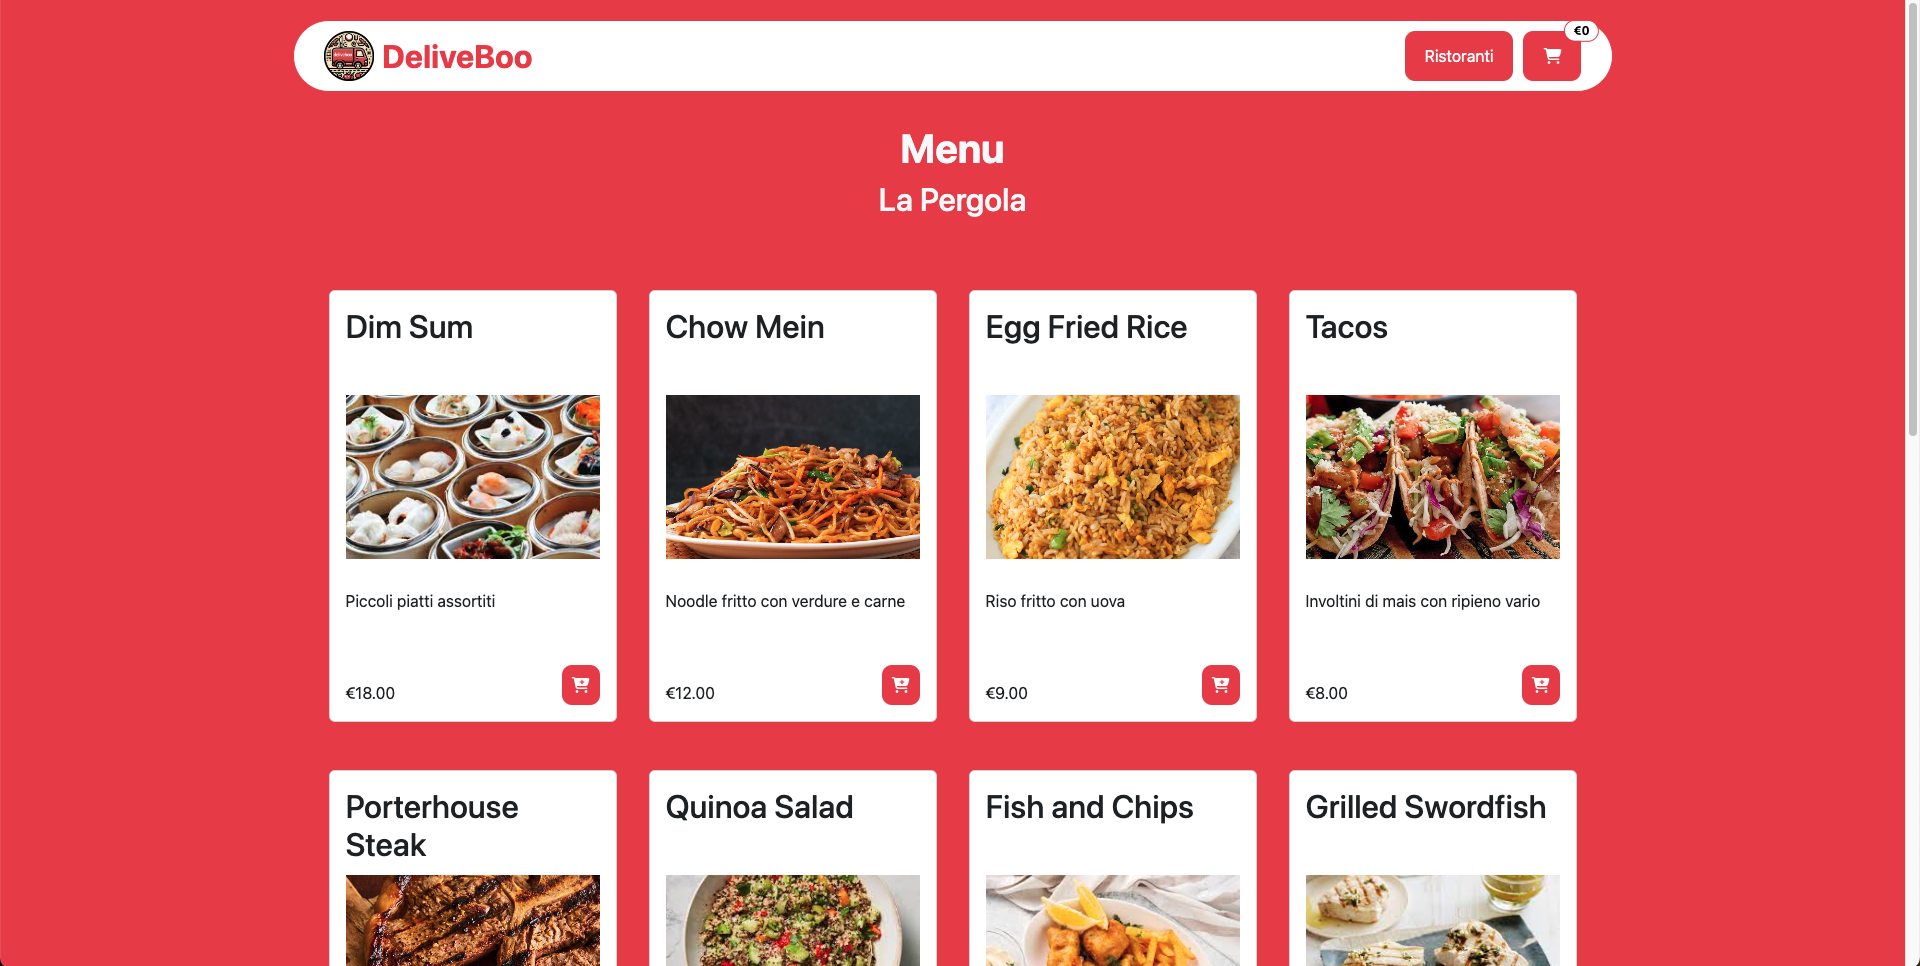 DeliveBoo
Ristoranti
€0
Menu
La Pergola
Dim Sum
Piccoli piatti assortiti
€18.00
Chow Mein
Noodle fritto con verdure e carne
€12.00
Egg Fried Rice
Riso fritto con uova
€9.00
Tacos
Involtini di mais con ripieno vario
€8.00
Porterhouse
Steak
Quinoa Salad
Fish and Chips
Grilled Swordfish